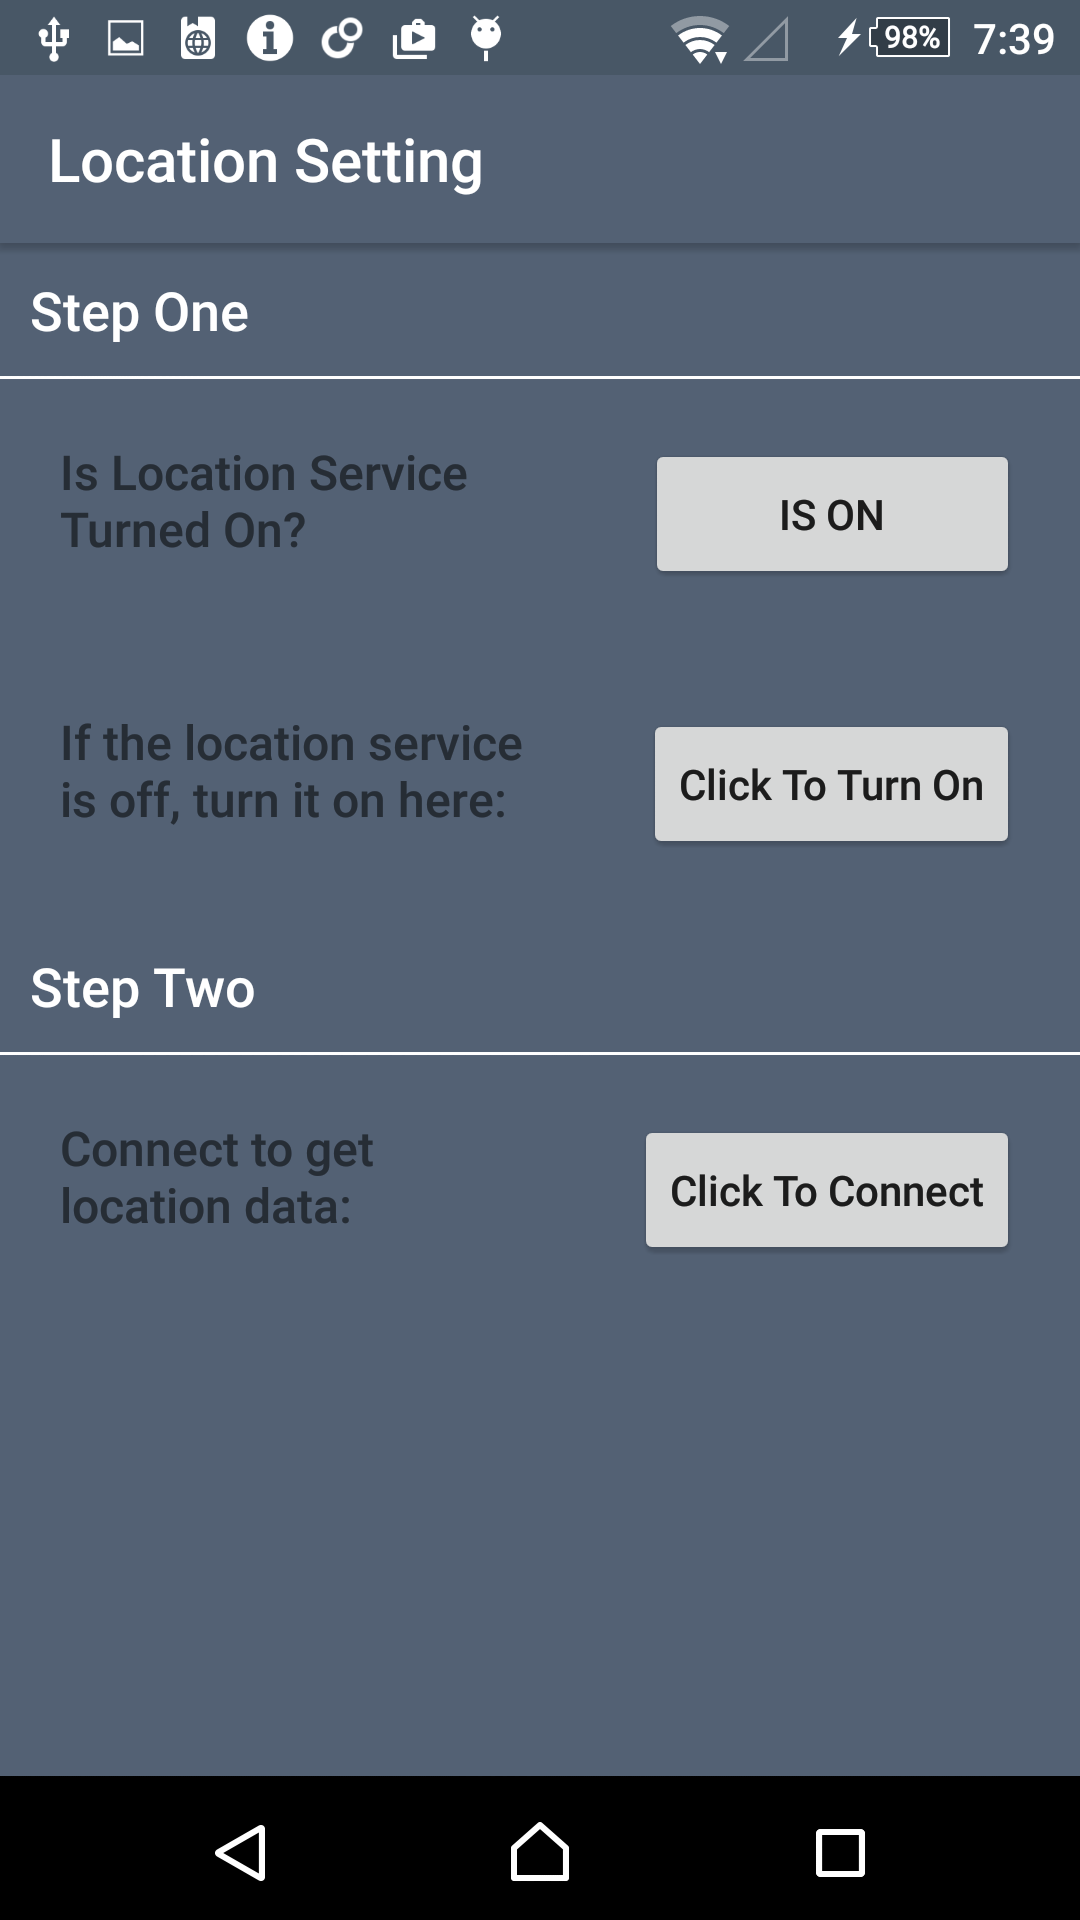 98% 7:39
Location Setting
Step One
Is Location Service
Turned On?
IS ON
If the location service
is off, turn it on here:
Click To Turn On
Step Two
Connect to get
location data:
Click To Connect